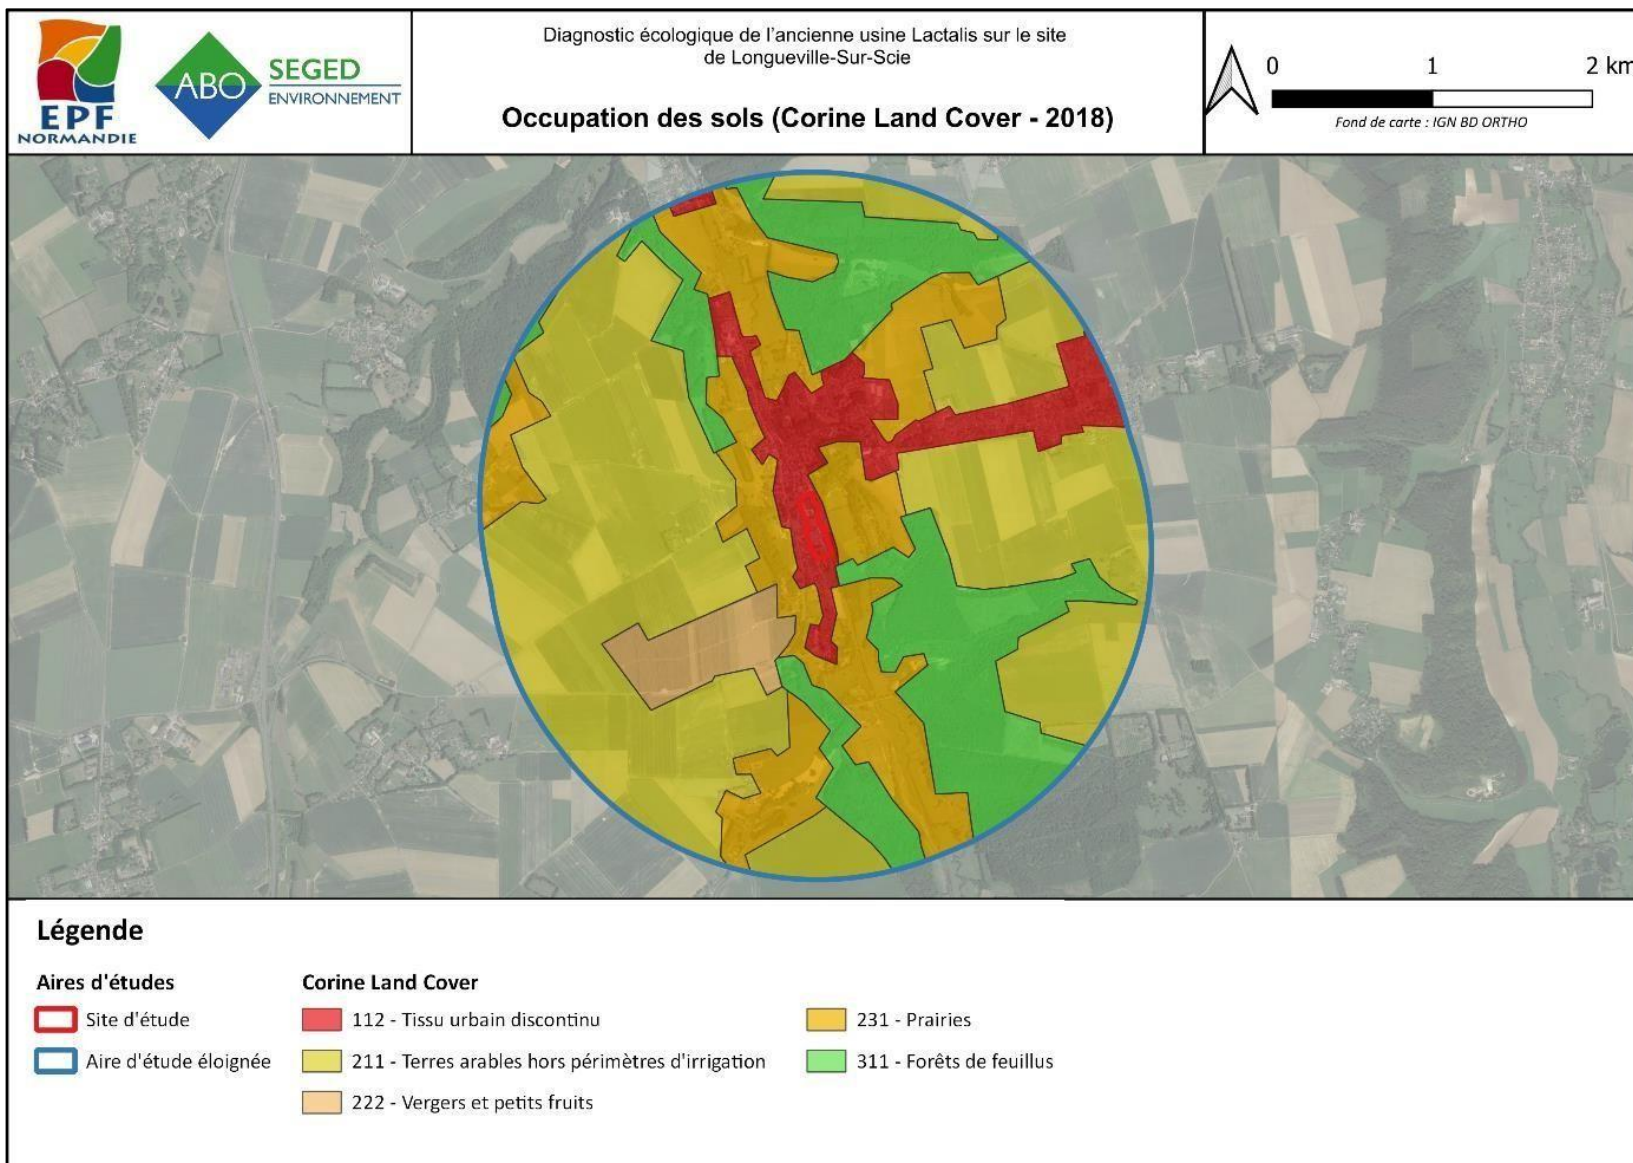 EPF
NORMANDIE
ABO
SEGED
ENVIRONNEMENT
Diagnostic écologique de l'ancienne usine Lactalis sur le site
de Longueville-Sur-Scie
Occupation des sols (Corine Land Cover - 2018)
0 1 2 km
Fond de carte : IGN BD ORTHO
Légende
Aires d'études
Site d'étude
Aire d'étude éloignée
Corine Land Cover
112 - Tissu urbain discontinu
211 - Terres arables hors périmètres d'irrigation
222 - Vergers et petits fruits
231 - Prairies
311 - Forêts de feuillus